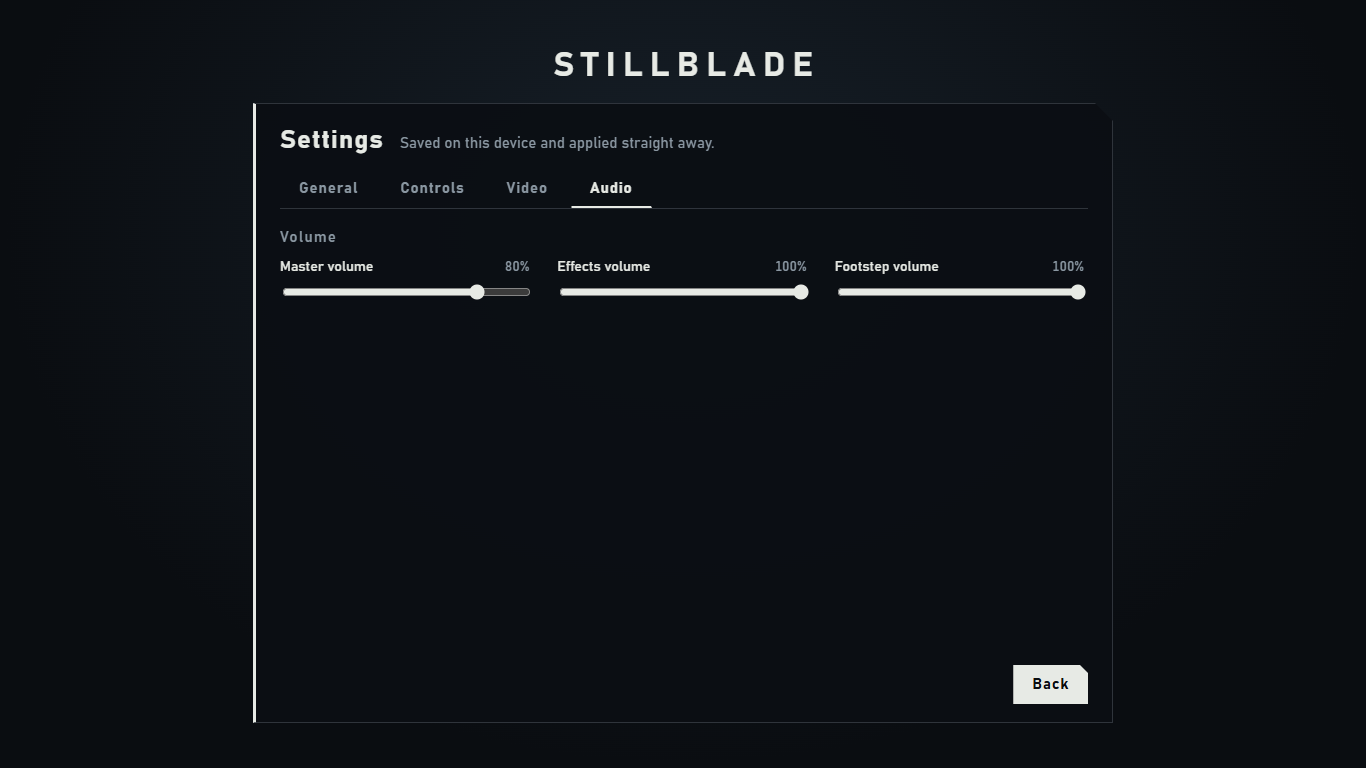 STILLBLADE
Settings Saved on this device and applied straight away.
General Controls Video Audio
Volume
Master volume 80% Effects volume 100% Footstep volume 100%
Back